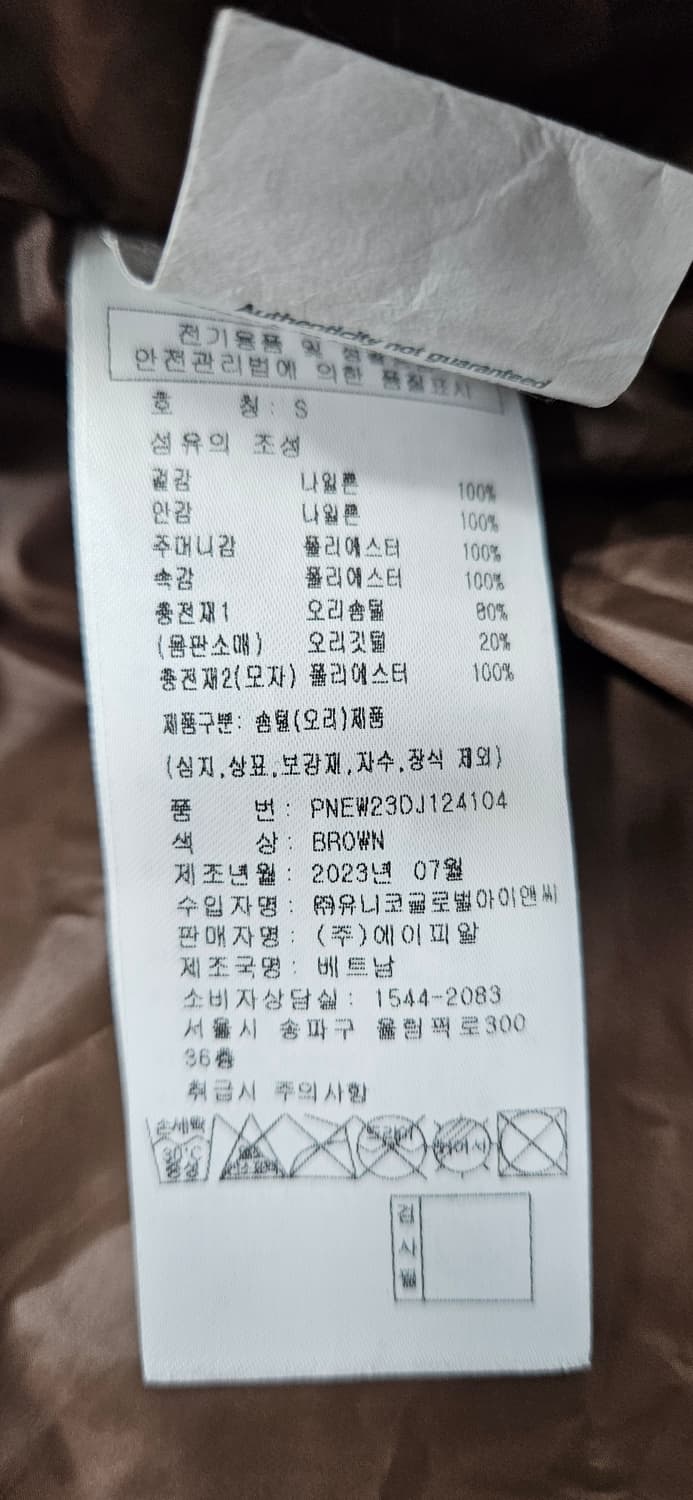 Authenticity not guaranteed
전기용품 및 생활
안전관리법에 의한 품질표시
호 칭: S
섬유의 조성
겉감 나일론 100%
안감 나일론 100%
주머니감 폴리에스터 100%
속감 폴리에스터 100%
충전재1 오리솜털 80%
(몸판소매) 오리깃털 20%
충전재2(모자) 폴리에스터 100%
제품구분: 솜털(오리)제품
(심지,상표,보강재,자수,장식 제외)
품 번: PNEW23DJ124104
색 상: BROWN
제조년월: 2023년 07월
수입자명: ㈜유니코글로벌아이앤씨
판매자명: (주)에이피알
제조국명: 베트남
소비자상담실: 1544-2083
서울시 송파구 올림픽로300
36층
취급시 주의사항
손세탁 드라이 뉘어서
30°C 염소표백
중성
검
사
필